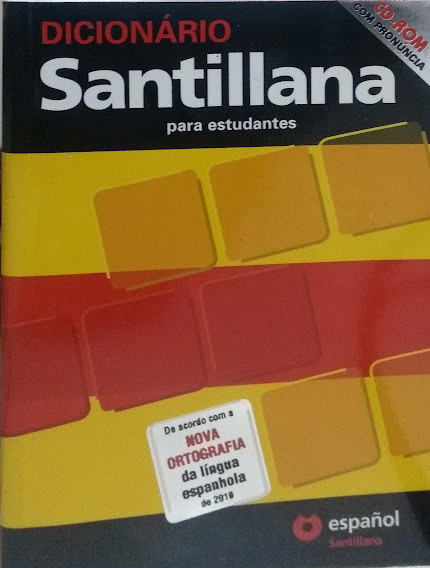 DICIONÁRIO
CD-ROM
COM PRONÚNCIA
Santillana
para estudantes
De acordo com a
NOVA
ORTOGRAFIA
da língua
espanhola
de 2010
español
Santillana